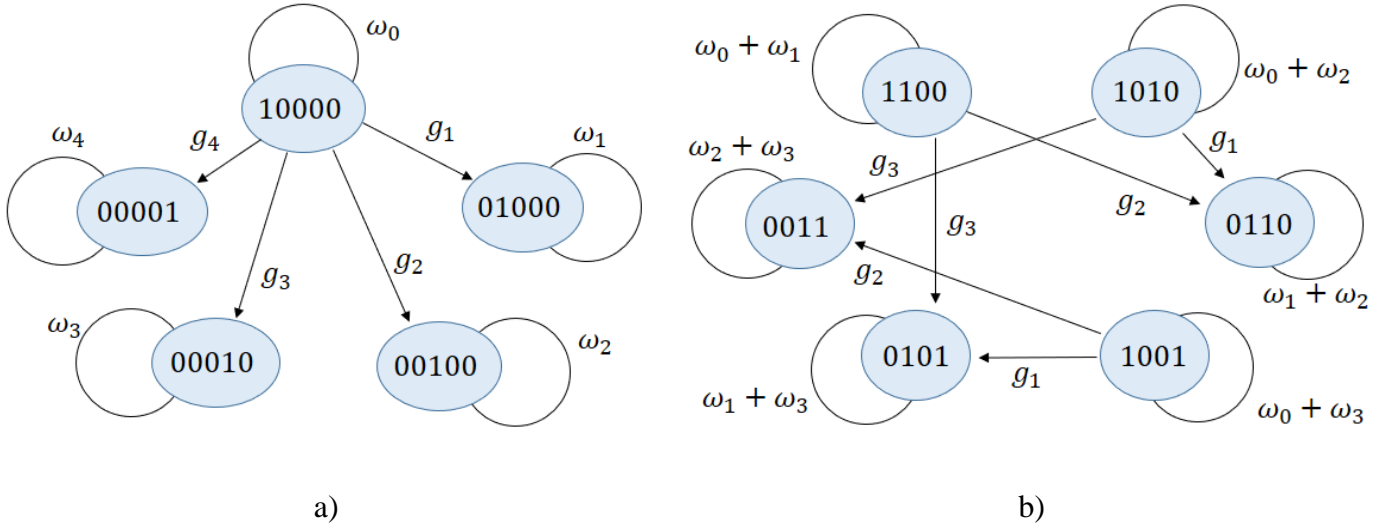 ω₀
10000
g₄
g₁
ω₄
ω₁
00001
01000
g₃
g₂
ω₃
ω₂
00010
00100
a)
ω₀ + ω₁
1100
1010
ω₀ + ω₂
ω₂ + ω₃
g₃
g₁
0011
g₃
g₂
0110
g₂
ω₁ + ω₂
0101
g₁
1001
ω₁ + ω₃
ω₀ + ω₃
b)